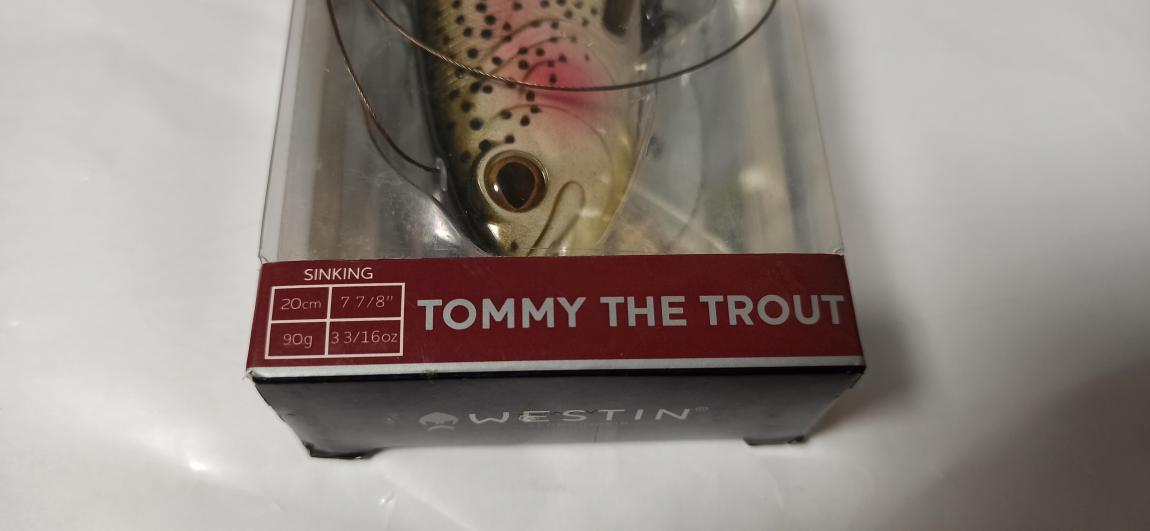 SINKING
20cm 7 7/8"
90g 3 3/16oz
TOMMY THE TROUT
WESTIN®